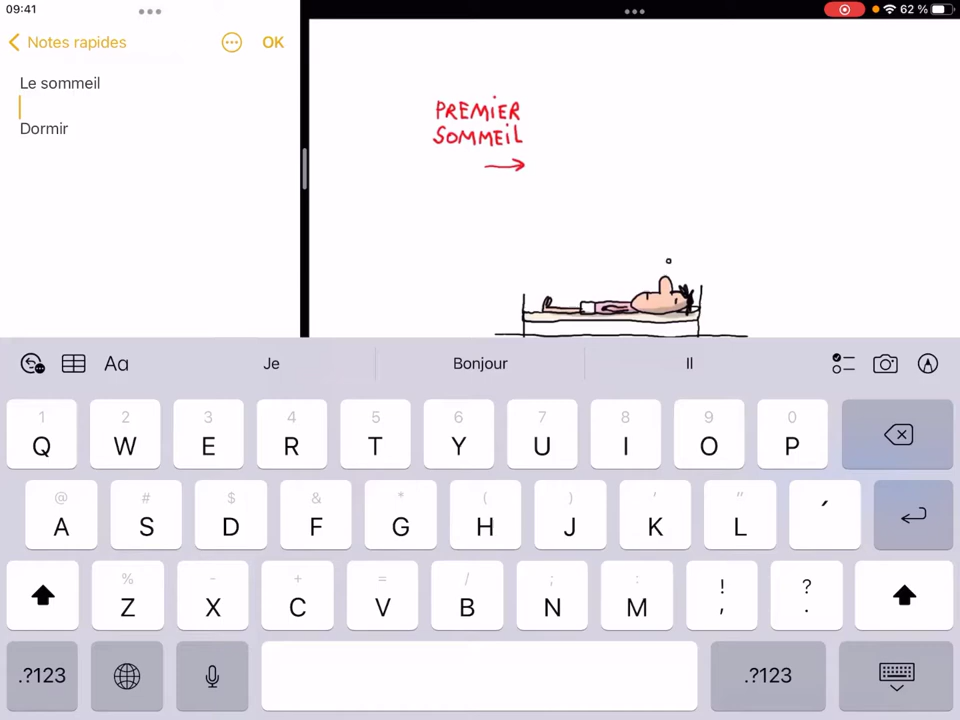 09:41
62 %
Notes rapides
OK
Le sommeil
Dormir
PREMIER
SOMMEIL
Aa
Je
Bonjour
Il
1 2 3 4 5 6 7 8 9 0
Q W E R T Y U I O P
@ # $ & * ( ) ' "
A S D F G H J K L ´
% - + = / ; : ! ?
Z X C V B N M , .
.?123
.?123